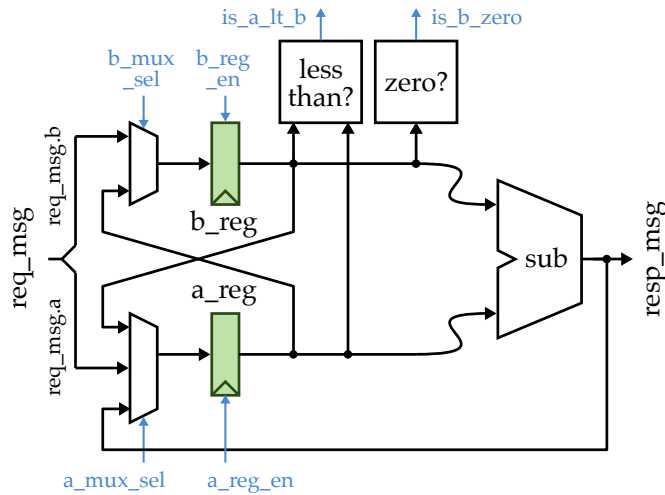 is_a_lt_b
is_b_zero
b_mux
_sel
b_reg
_en
less
than?
zero?
req_msg.b
b_reg
req_msg
sub
resp_msg
a_reg
req_msg.a
a_mux_sel
a_reg_en